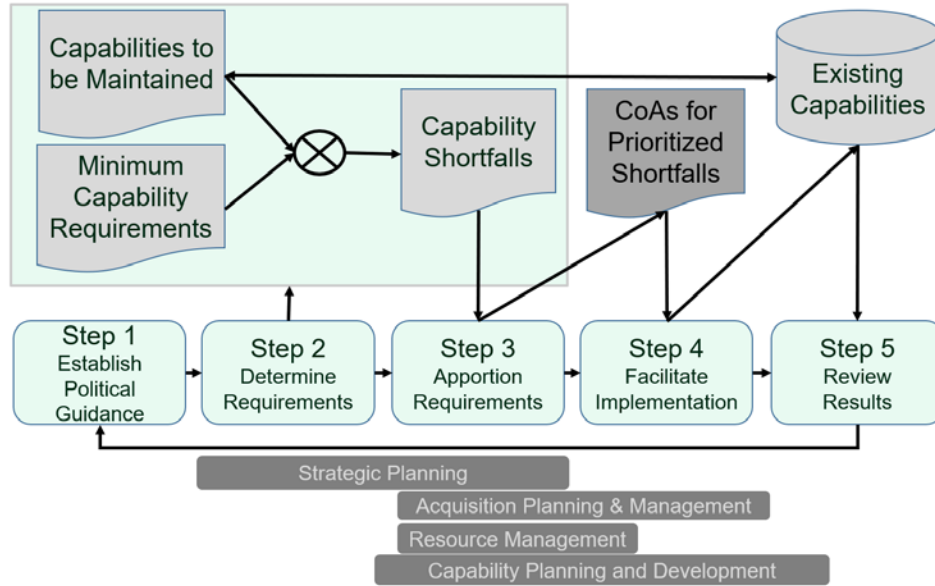 Capabilities to
be Maintained
Existing
Capabilities
Capability
Shortfalls
CoAs for
Prioritized
Shortfalls
Minimum
Capability
Requirements
Step 1
Establish
Political
Guidance
Step 2
Determine
Requirements
Step 3
Apportion
Requirements
Step 4
Facilitate
Implementation
Step 5
Review
Results
Strategic Planning
Acquisition Planning & Management
Resource Management
Capability Planning and Development